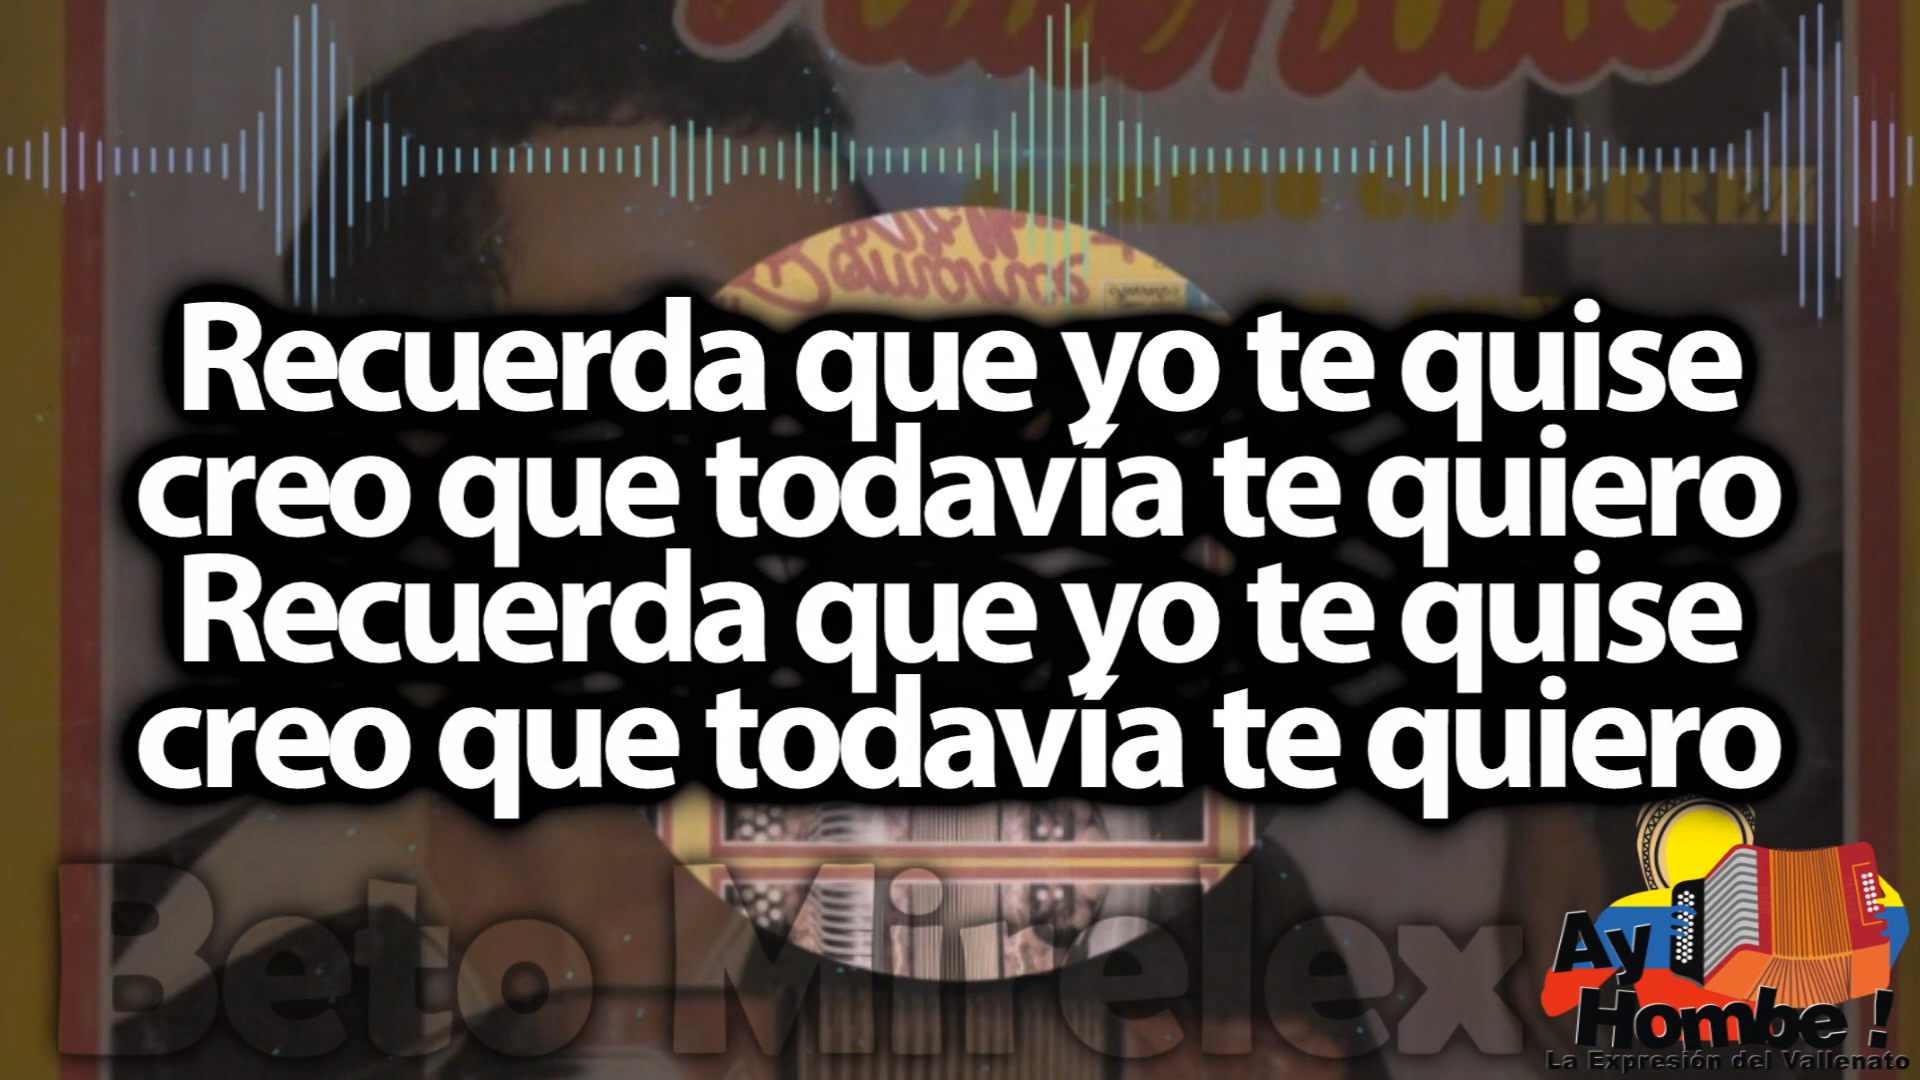 Recuerda que yo te quise
creo que todavía te quiero
Recuerda que yo te quise
creo que todavía te quiero
Beto Mirelex
Ay
Hombe !
La Expresión del Vallenato